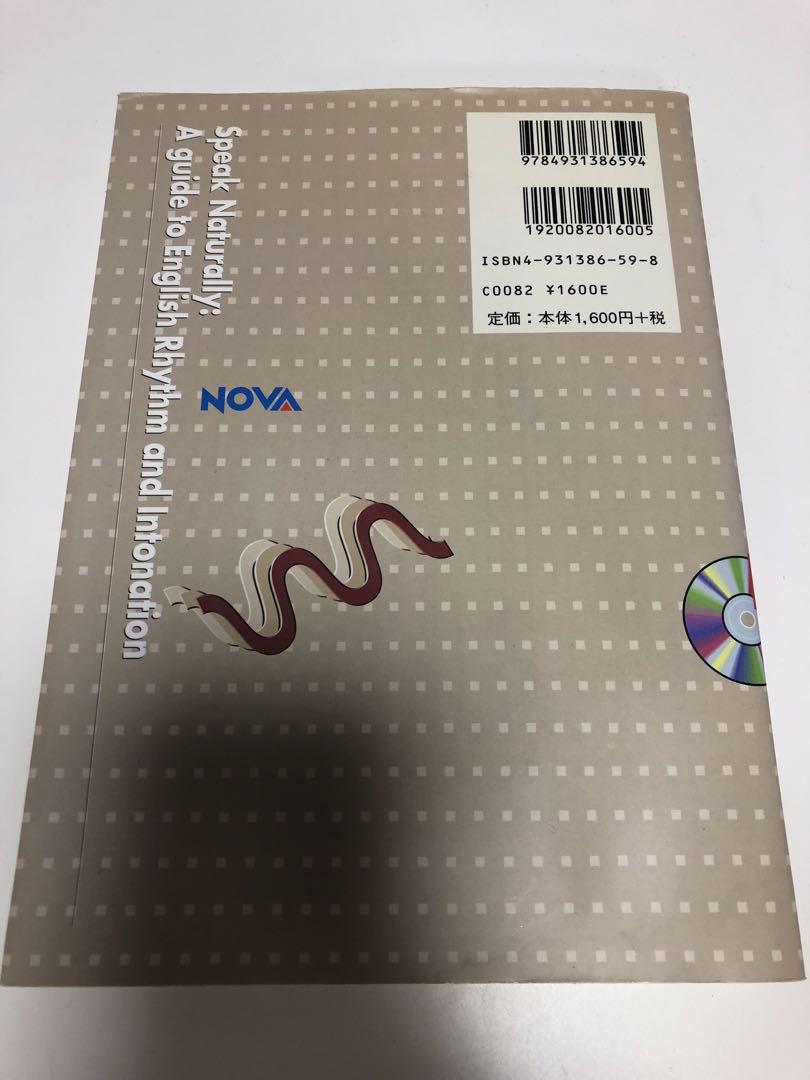 9784931386594
1920082016005
ISBN4-931386-59-8
C0082 ¥1600E
定価：本体1,600円+税
Speak Naturally:
A guide to English Rhythm and Intonation
NOVA